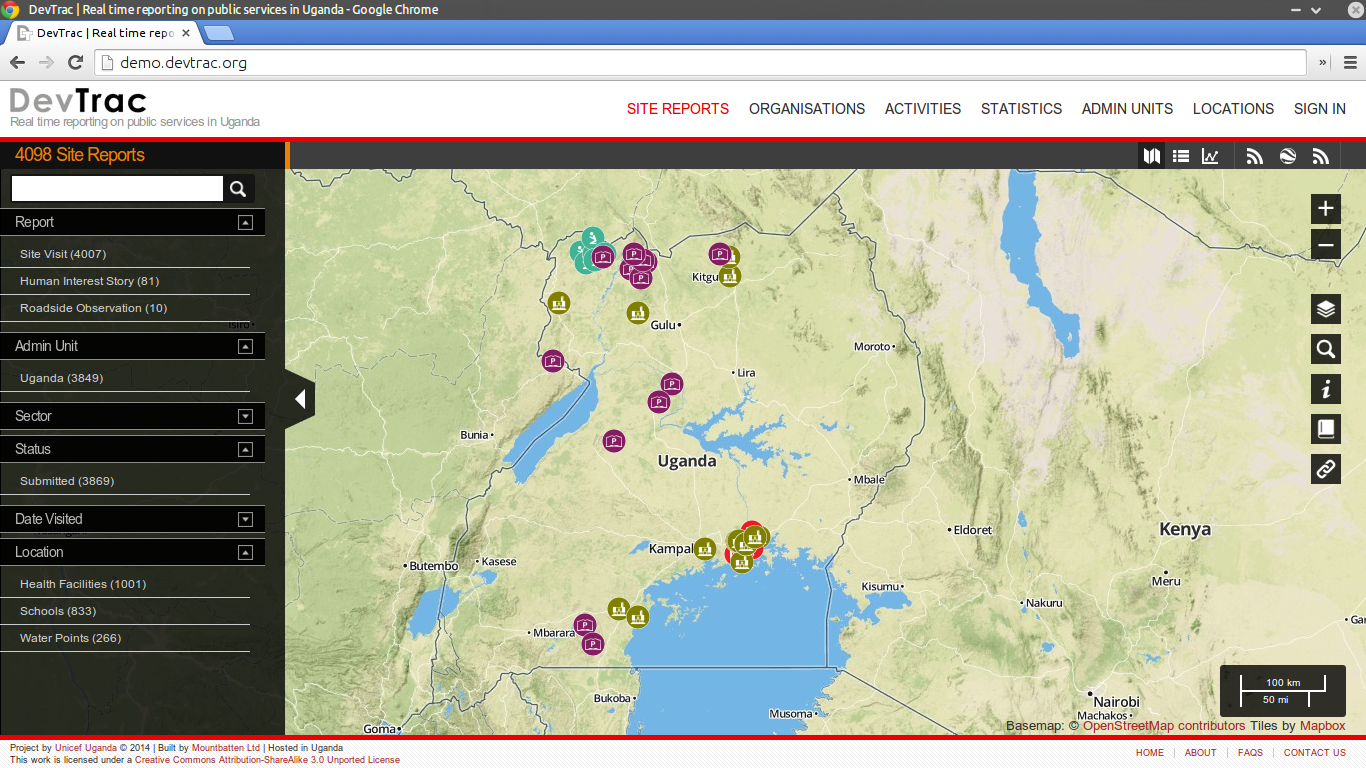 DevTrac | Real time reporting on public services in Uganda - Google Chrome
DevTrac | Real time repo
demo.devtrac.org
»
DevTrac
Real time reporting on public services in Uganda
SITE REPORTS ORGANISATIONS ACTIVITIES STATISTICS ADMIN UNITS LOCATIONS SIGN IN
4098 Site Reports
Report
Site Visit (4007)
Human Interest Story (81)
Roadside Observation (10)
Admin Unit
Uganda (3849)
Sector
Status
Submitted (3869)
Date Visited
Location
Health Facilities (1001)
Schools (833)
Water Points (266)
Isiro
Kitgu
Gulu
Moroto
Lira
Bunia
Uganda
Mbale
Eldoret
Kenya
Kampal
Butembo
Kasese
Kisumu
Meru
Nakuru
Mbarara
Gar
Bukoba
Musoma
Nairobi
Machakos
Goma
100 km
50 mi
Basemap: © OpenStreetMap contributors Tiles by Mapbox
Project by Unicef Uganda © 2014 | Built by Mountbatten Ltd | Hosted in Uganda
This work is licensed under a Creative Commons Attribution-ShareAlike 3.0 Unported License
HOME | ABOUT | FAQS | CONTACT US